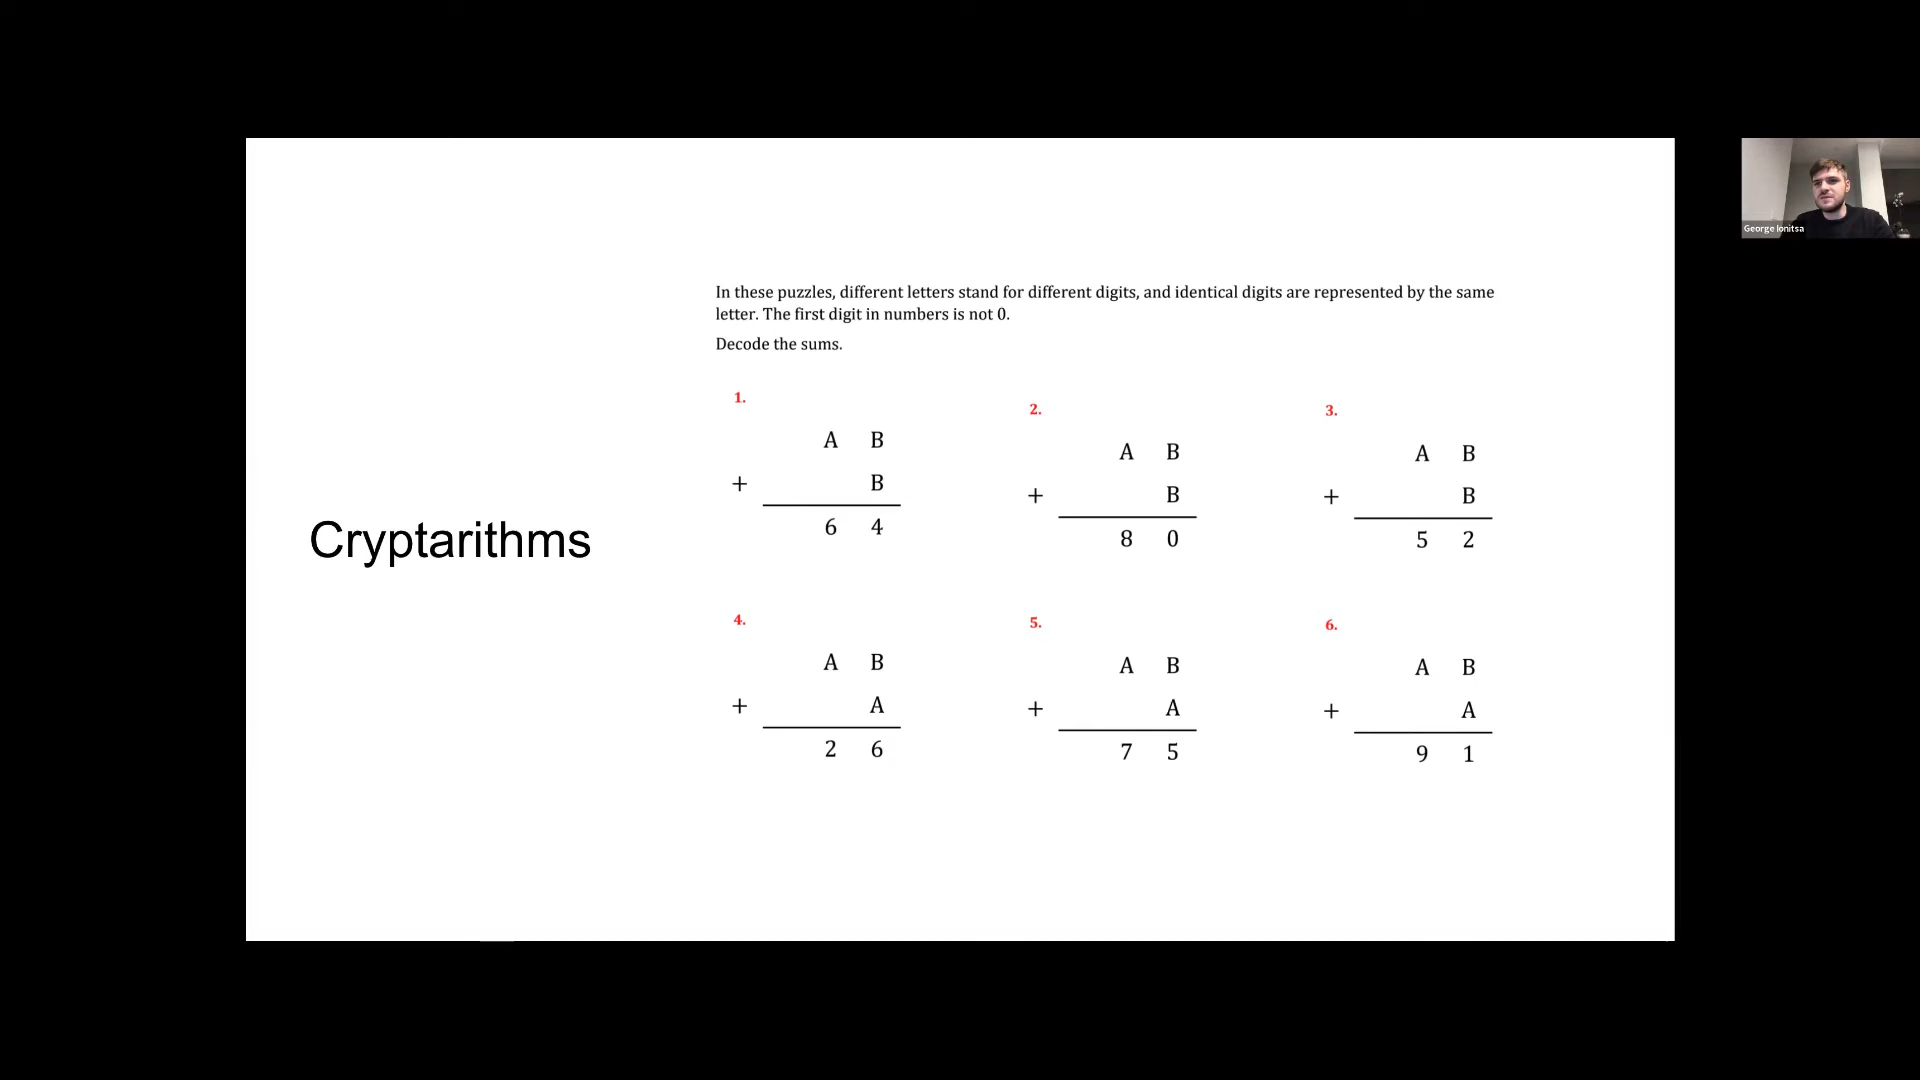 In these puzzles, different letters stand for different digits, and identical digits are represented by the same
letter. The first digit in numbers is not 0.
Decode the sums.
Cryptarithms
1.
A B
+ B
6 4
2.
A B
+ B
8 0
3.
A B
+ B
5 2
4.
A B
+ A
2 6
5.
A B
+ A
7 5
6.
A B
+ A
9 1
George Ionitsa